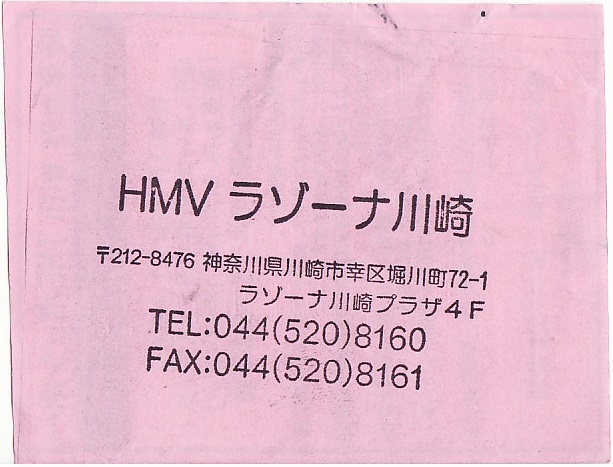 HMV ラゾーナ川崎
〒212-8476 神奈川県川崎市幸区堀川町72-1
ラゾーナ川崎プラザ4F
TEL:044(520)8160
FAX:044(520)8161